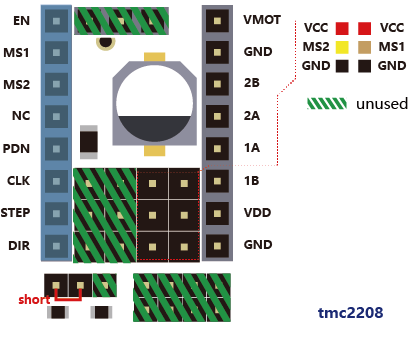 EN
MS1
MS2
NC
PDN
CLK
STEP
DIR
VMOT
GND
2B
2A
1A
1B
VDD
GND
VCC VCC
MS2 MS1
GND GND
unused
short
tmc2208